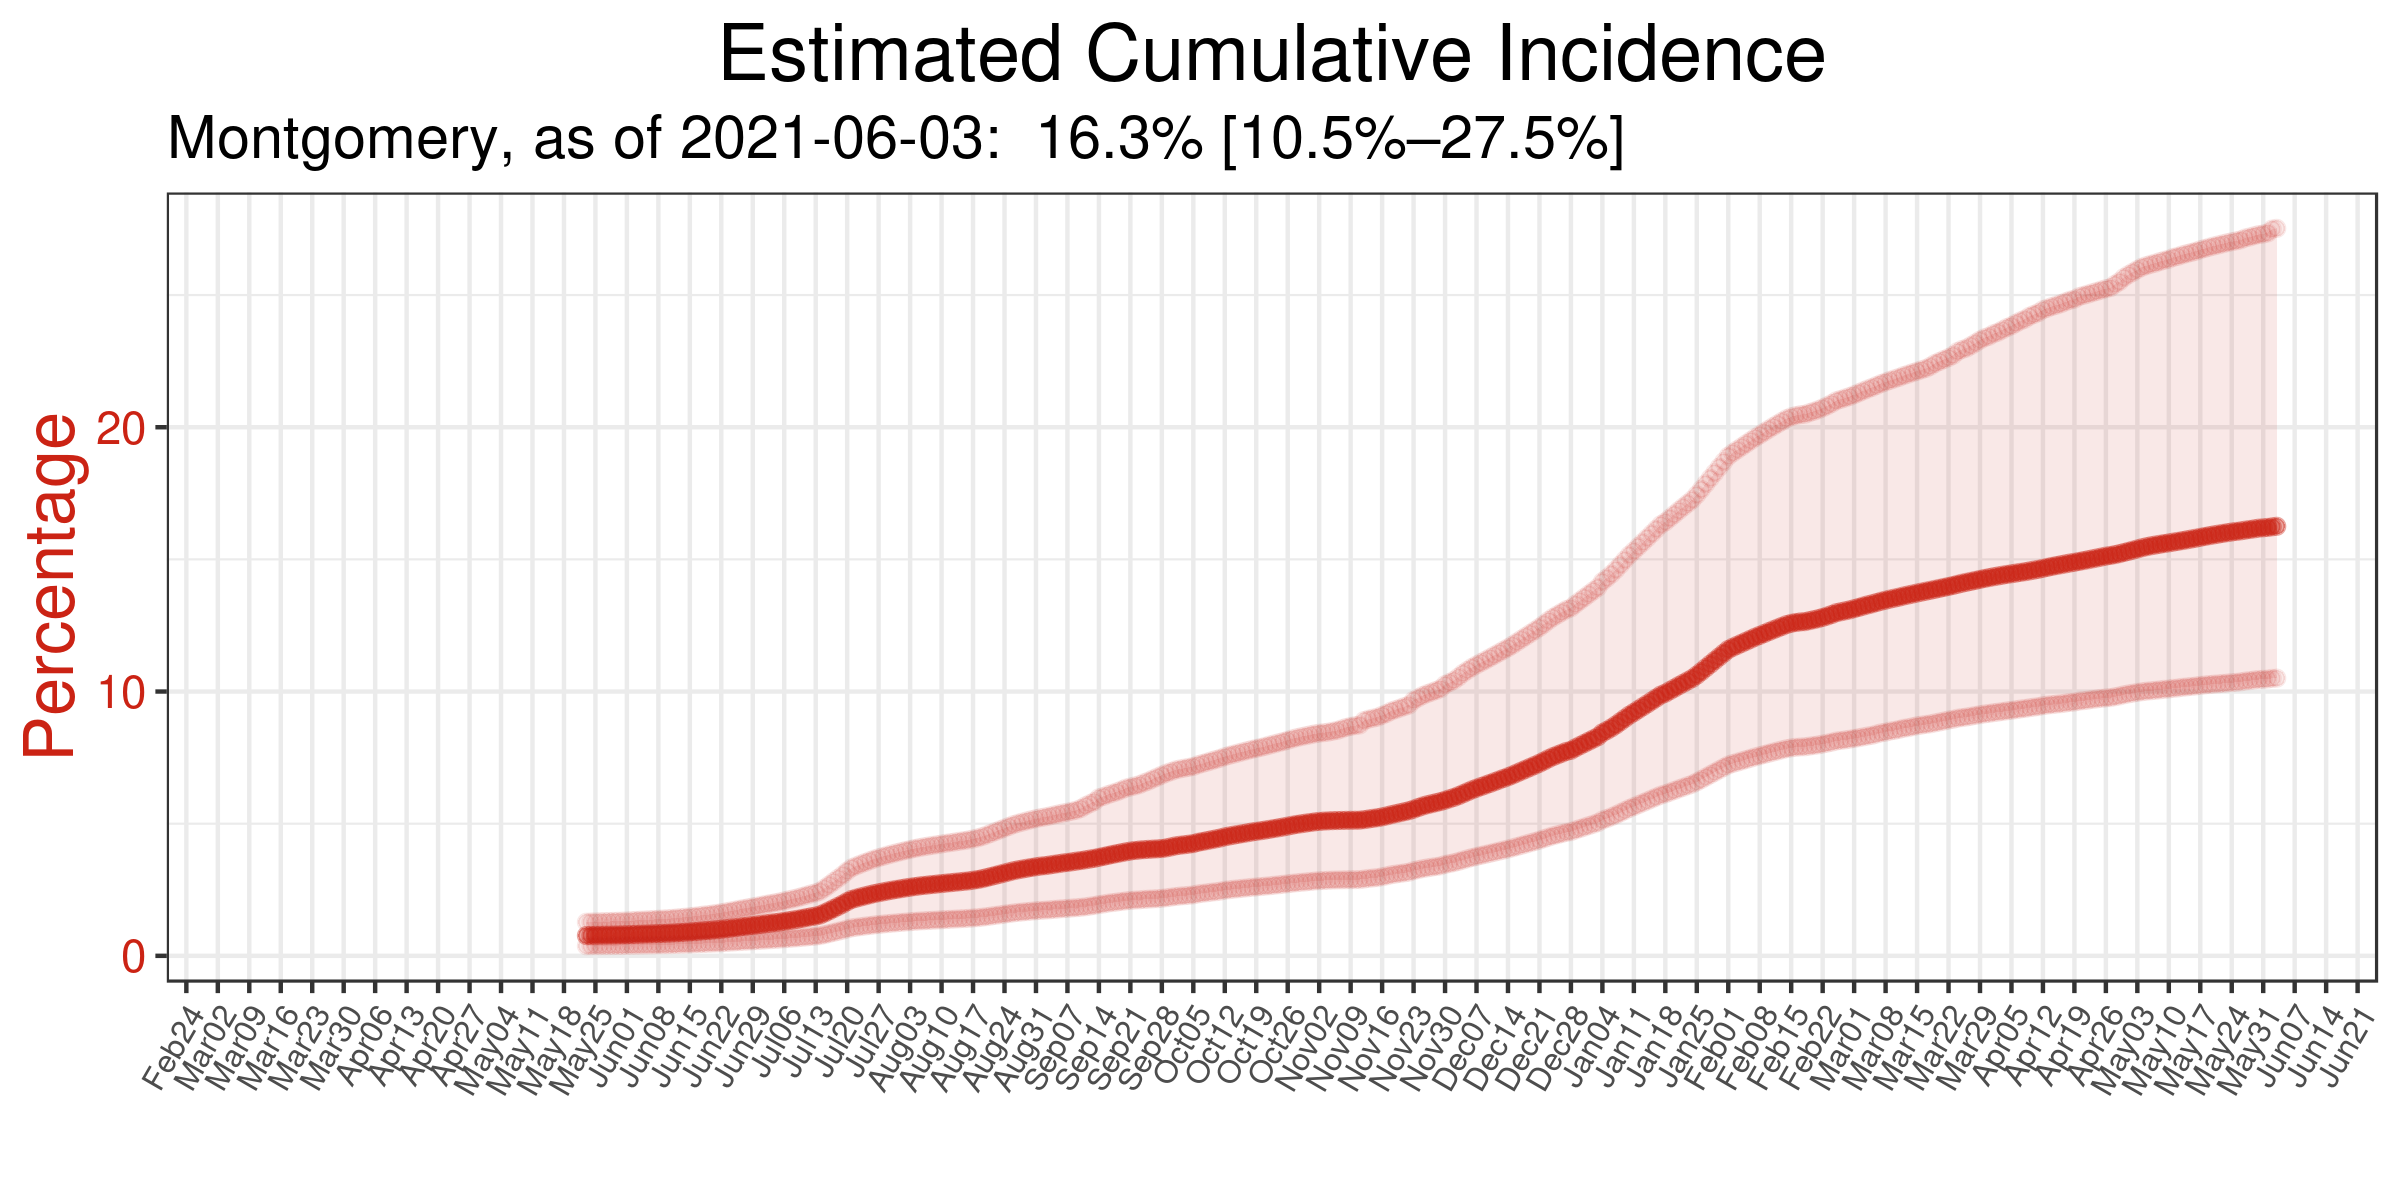 Estimated Cumulative Incidence
Montgomery, as of 2021-06-03:  16.3% [10.5%–27.5%]
Percentage
20
10
0
Feb24
Mar02
Mar09
Mar16
Mar23
Mar30
Apr06
Apr13
Apr20
Apr27
May04
May11
May18
May25
Jun01
Jun08
Jun15
Jun22
Jun29
Jul06
Jul13
Jul20
Jul27
Aug03
Aug10
Aug17
Aug24
Aug31
Sep07
Sep14
Sep21
Sep28
Oct05
Oct12
Oct19
Oct26
Nov02
Nov09
Nov16
Nov23
Nov30
Dec07
Dec14
Dec21
Dec28
Jan04
Jan11
Jan18
Jan25
Feb01
Feb08
Feb15
Feb22
Mar01
Mar08
Mar15
Mar22
Mar29
Apr05
Apr12
Apr19
Apr26
May03
May10
May17
May24
May31
Jun07
Jun14
Jun21